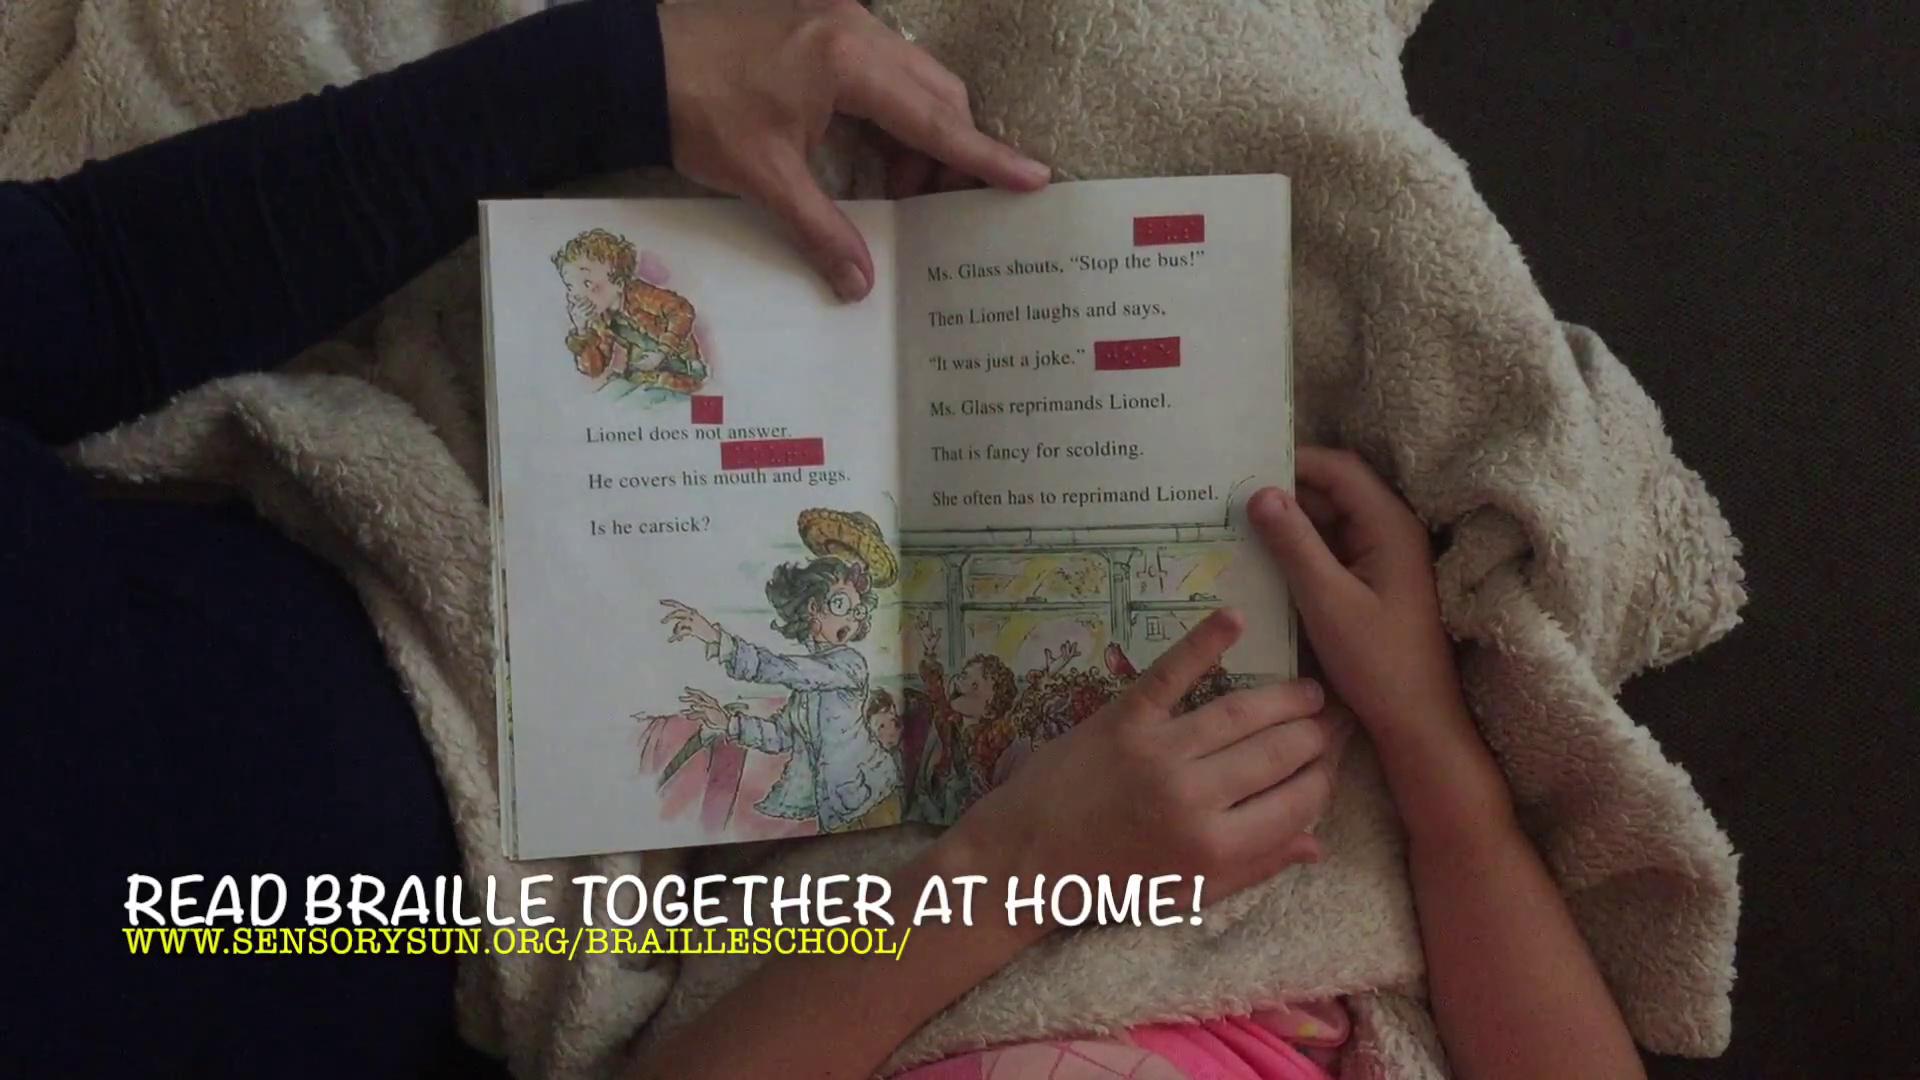 Lionel does not answer.
He covers his mouth and gags.
Is he carsick?
Ms. Glass shouts, “Stop the bus!”
Then Lionel laughs and says,
“It was just a joke.”
Ms. Glass reprimands Lionel.
That is fancy for scolding.
She often has to reprimand Lionel.
READ BRAILLE TOGETHER AT HOME!
WWW.SENSORYSUN.ORG/BRAILLESCHOOL/